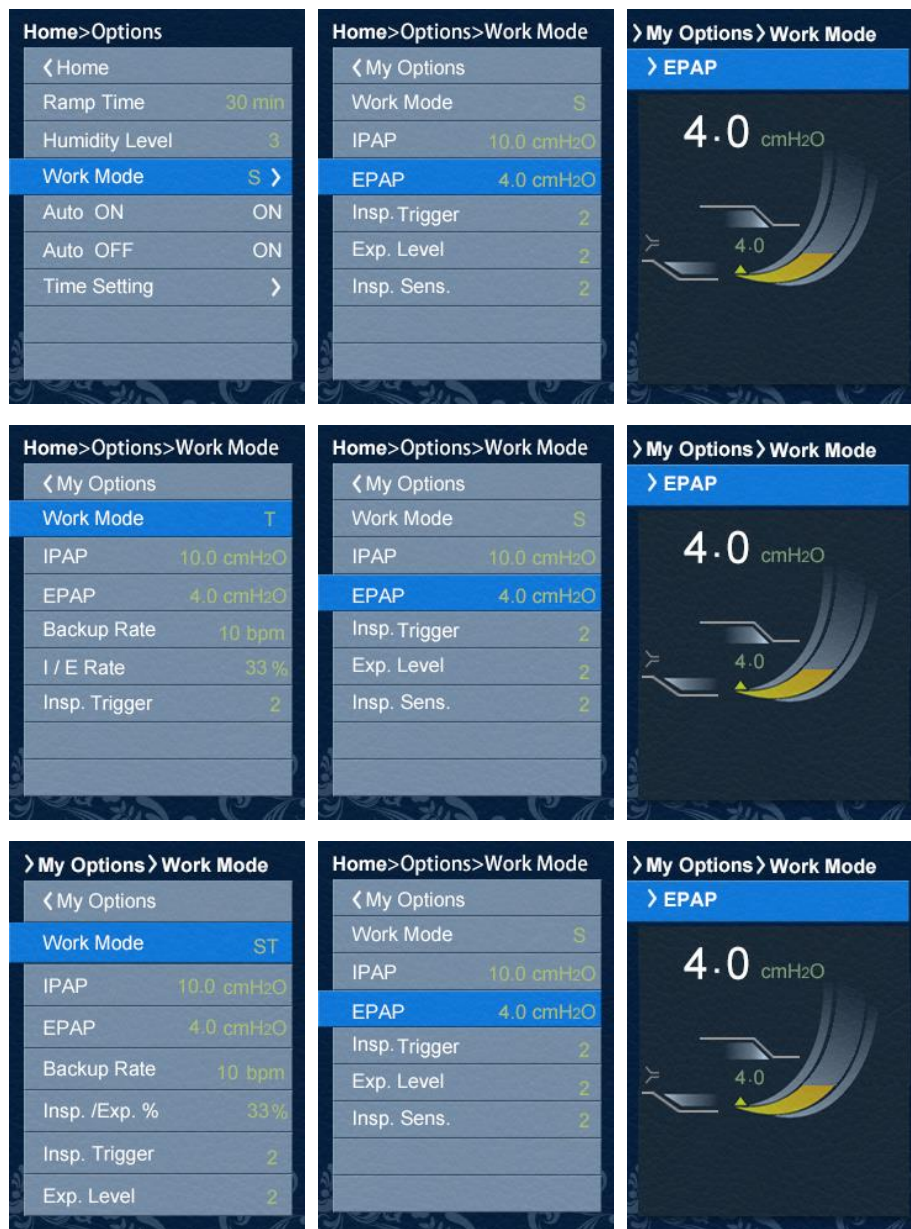 Home>Options
❮Home
Ramp Time 30 min
Humidity Level 3
Work Mode S ❯
Auto ON ON
Auto OFF ON
Time Setting ❯
Home>Options>Work Mode
❮My Options
Work Mode S
IPAP 10.0 cmH2O
EPAP 4.0 cmH2O
Insp. Trigger 2
Exp. Level 2
Insp. Sens. 2
❯My Options❯Work Mode
❯ EPAP
4.0 cmH2O
4.0
Home>Options>Work Mode
❮My Options
Work Mode T
IPAP 10.0 cmH2O
EPAP 4.0 cmH2O
Backup Rate 10 bpm
I / E Rate 33 %
Insp. Trigger 2
Home>Options>Work Mode
❮My Options
Work Mode S
IPAP 10.0 cmH2O
EPAP 4.0 cmH2O
Insp. Trigger 2
Exp. Level 2
Insp. Sens. 2
❯My Options❯Work Mode
❯ EPAP
4.0 cmH2O
4.0
❯My Options❯Work Mode
❮My Options
Work Mode ST
IPAP 10.0 cmH2O
EPAP 4.0 cmH2O
Backup Rate 10 bpm
Insp. /Exp. % 33%
Insp. Trigger 2
Exp. Level 2
Home>Options>Work Mode
❮My Options
Work Mode S
IPAP 10.0 cmH2O
EPAP 4.0 cmH2O
Insp. Trigger 2
Exp. Level 2
Insp. Sens. 2
❯My Options❯Work Mode
❯ EPAP
4.0 cmH2O
4.0